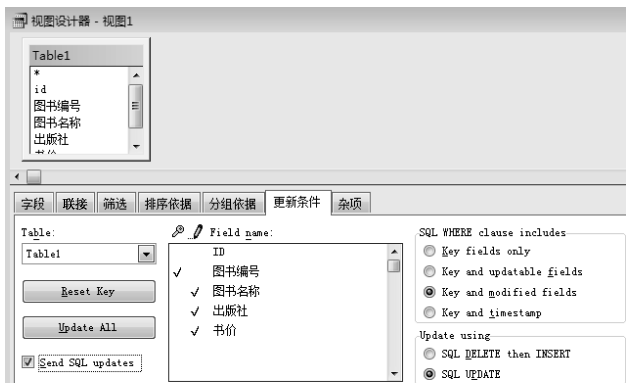 视图设计器 - 视图1
Table1
*
id
图书编号
图书名称
出版社
字段 联接 筛选 排序依据 分组依据 更新条件 杂项
Table:
Table1
Reset Key
Update All
Send SQL updates
Field name:
ID
图书编号
图书名称
出版社
书价
SQL WHERE clause includes
Key fields only
Key and updatable fields
Key and modified fields
Key and timestamp
Update using
SQL DELETE then INSERT
SQL UPDATE